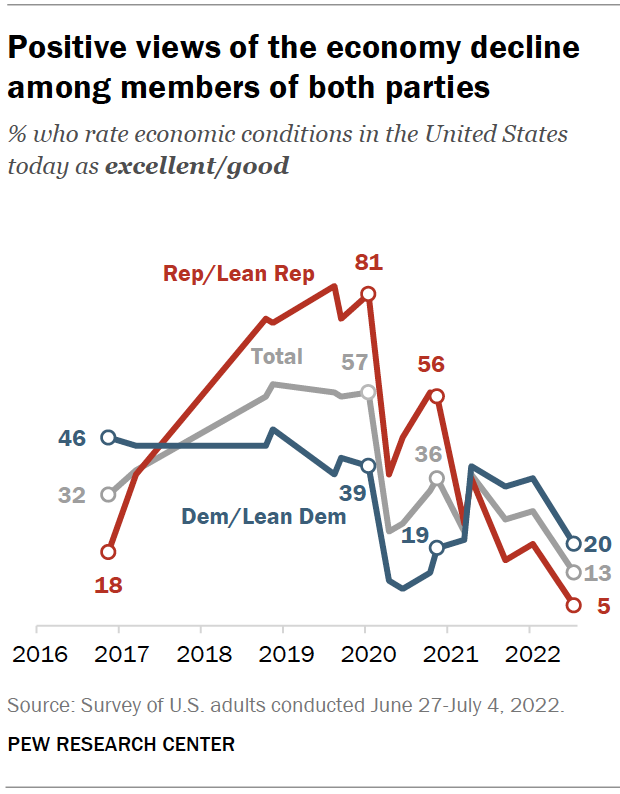 Positive views of the economy decline
among members of both parties
% who rate economic conditions in the United States
today as excellent/good
Rep/Lean Rep
81
Total
57
56
46
36
32
39
Dem/Lean Dem
19
20
13
18
5
2016 2017 2018 2019 2020 2021 2022
Source: Survey of U.S. adults conducted June 27-July 4, 2022.
PEW RESEARCH CENTER